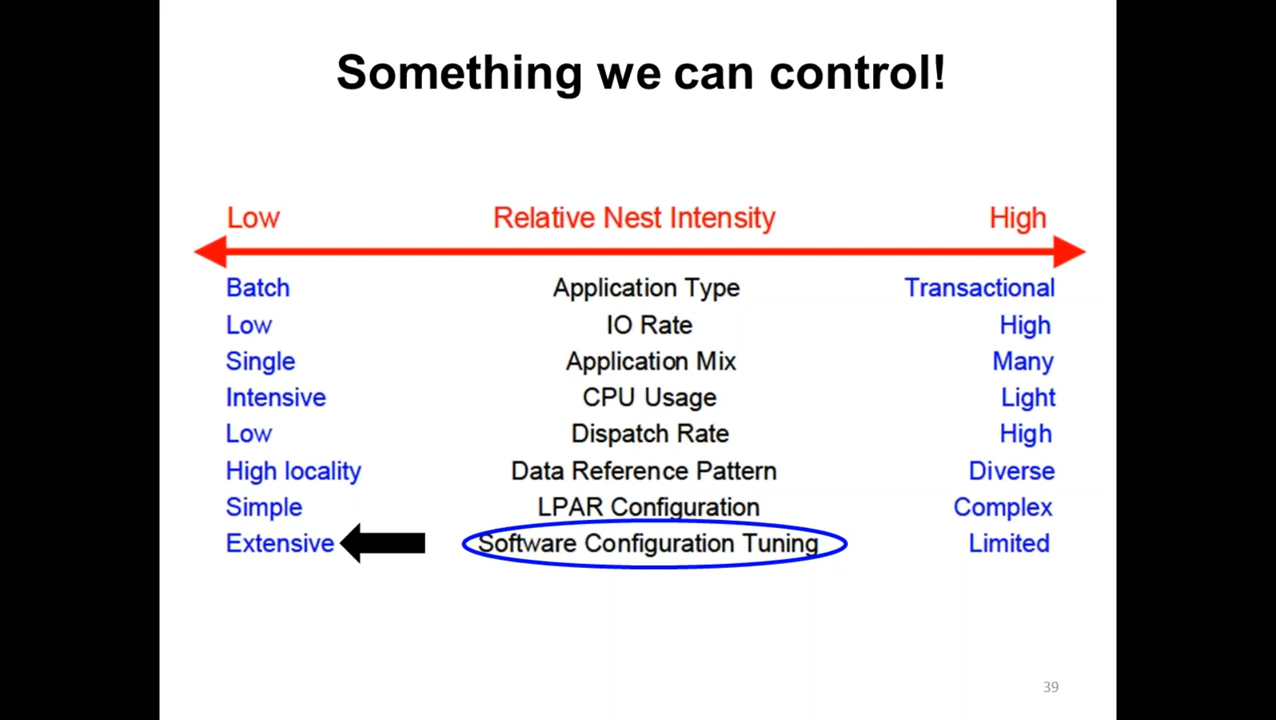 Something we can control!
Low Relative Nest Intensity High
Batch Application Type Transactional
Low IO Rate High
Single Application Mix Many
Intensive CPU Usage Light
Low Dispatch Rate High
High locality Data Reference Pattern Diverse
Simple LPAR Configuration Complex
Extensive Software Configuration Tuning Limited
39